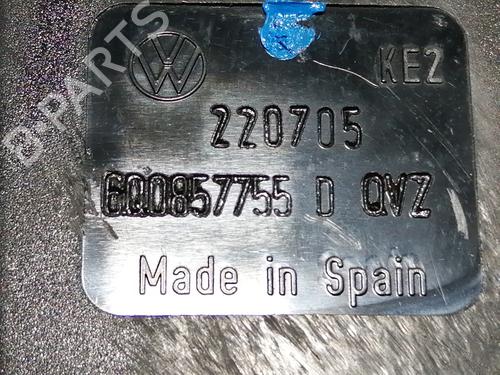 KE2
220705
6Q0857755 D QVZ
Made in Spain
B-PARTS